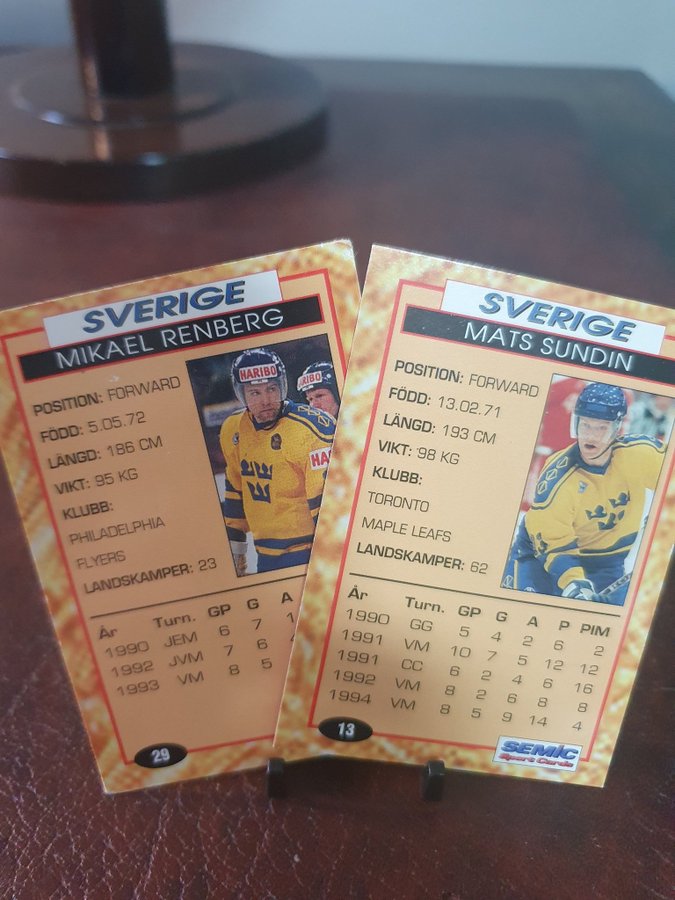 SVERIGE
MIKAEL RENBERG
POSITION: FORWARD
FÖDD: 5.05.72
LÄNGD: 186 CM
VIKT: 95 KG
KLUBB:
PHILADELPHIA
FLYERS
LANDSKAMPER: 23
HARIBO
HARIBO
HA
År Turn. GP G A
1990 JEM 6 7
1992 JVM 7 6
1993 VM 8 5
29
SVERIGE
MATS SUNDIN
POSITION: FORWARD
FÖDD: 13.02.71
LÄNGD: 193 CM
VIKT: 98 KG
KLUBB:
TORONTO
MAPLE LEAFS
LANDSKAMPER: 62
År Turn. GP G A P PIM
1990 GG 5 4 2 6 2
1991 VM 10 7 5 12 12
1991 CC 6 2 4 6 16
1992 VM 8 2 6 8 8
1994 VM 8 5 9 14 4
13
SEMIC
Sport Cards